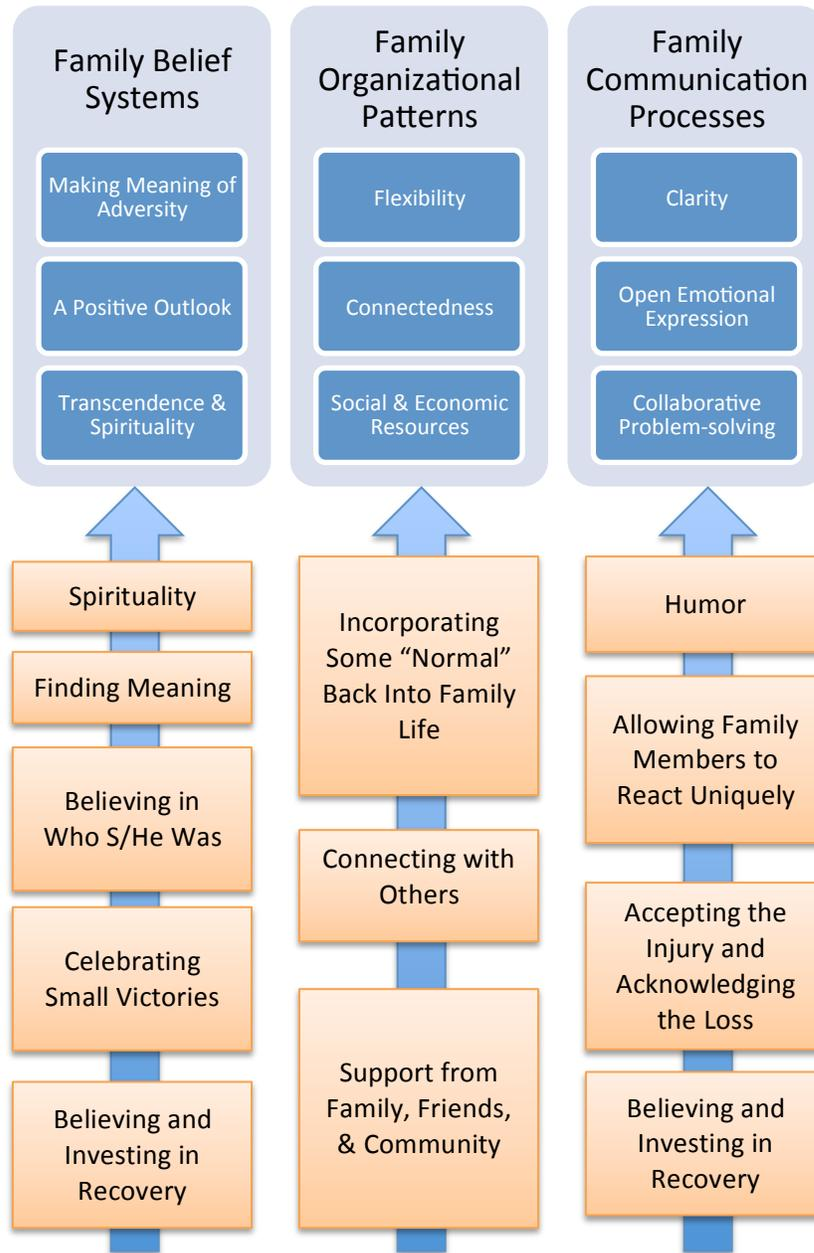 Family Belief
Systems
Making Meaning of
Adversity
A Positive Outlook
Transcendence &
Spirituality
Family
Organizational
Patterns
Flexibility
Connectedness
Social & Economic
Resources
Family
Communication
Processes
Clarity
Open Emotional
Expression
Collaborative
Problem-solving
Spirituality
Finding Meaning
Believing in
Who S/He Was
Celebrating
Small Victories
Believing and
Investing in
Recovery
Incorporating
Some “Normal”
Back Into Family
Life
Connecting with
Others
Support from
Family, Friends,
& Community
Humor
Allowing Family
Members to
React Uniquely
Accepting the
Injury and
Acknowledging
the Loss
Believing and
Investing in
Recovery